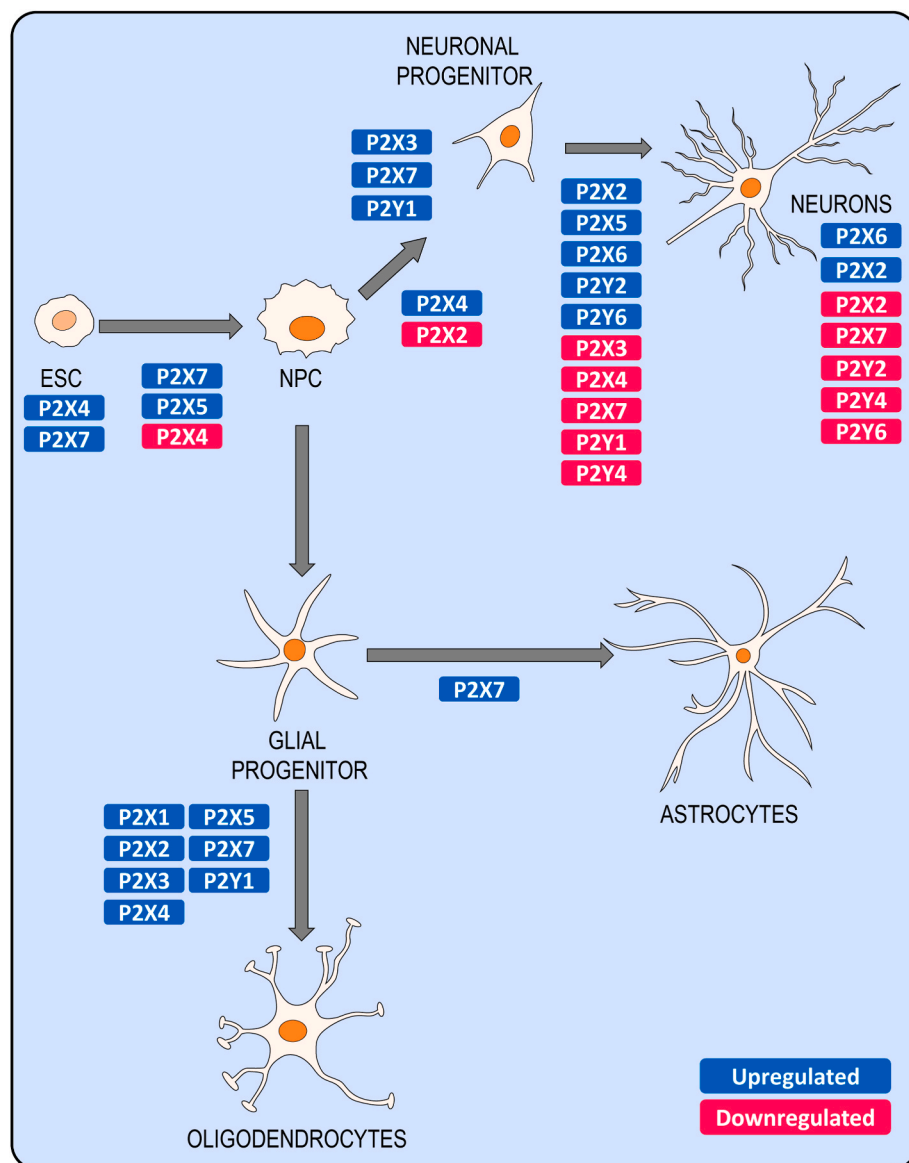 NEURONAL
PROGENITOR
P2X3
P2X7
P2Y1
P2X2
P2X5
P2X6
P2Y2
P2Y6
P2X3
P2X4
P2X7
P2Y1
P2Y4
NEURONS
P2X6
P2X2
P2X2
P2X7
P2Y2
P2Y4
P2Y6
P2X4
P2X2
ESC
P2X4
P2X7
P2X7
P2X5
P2X4
NPC
GLIAL
PROGENITOR
P2X7
ASTROCYTES
P2X1 P2X5
P2X2 P2X7
P2X3 P2Y1
P2X4
OLIGODENDROCYTES
Upregulated
Downregulated